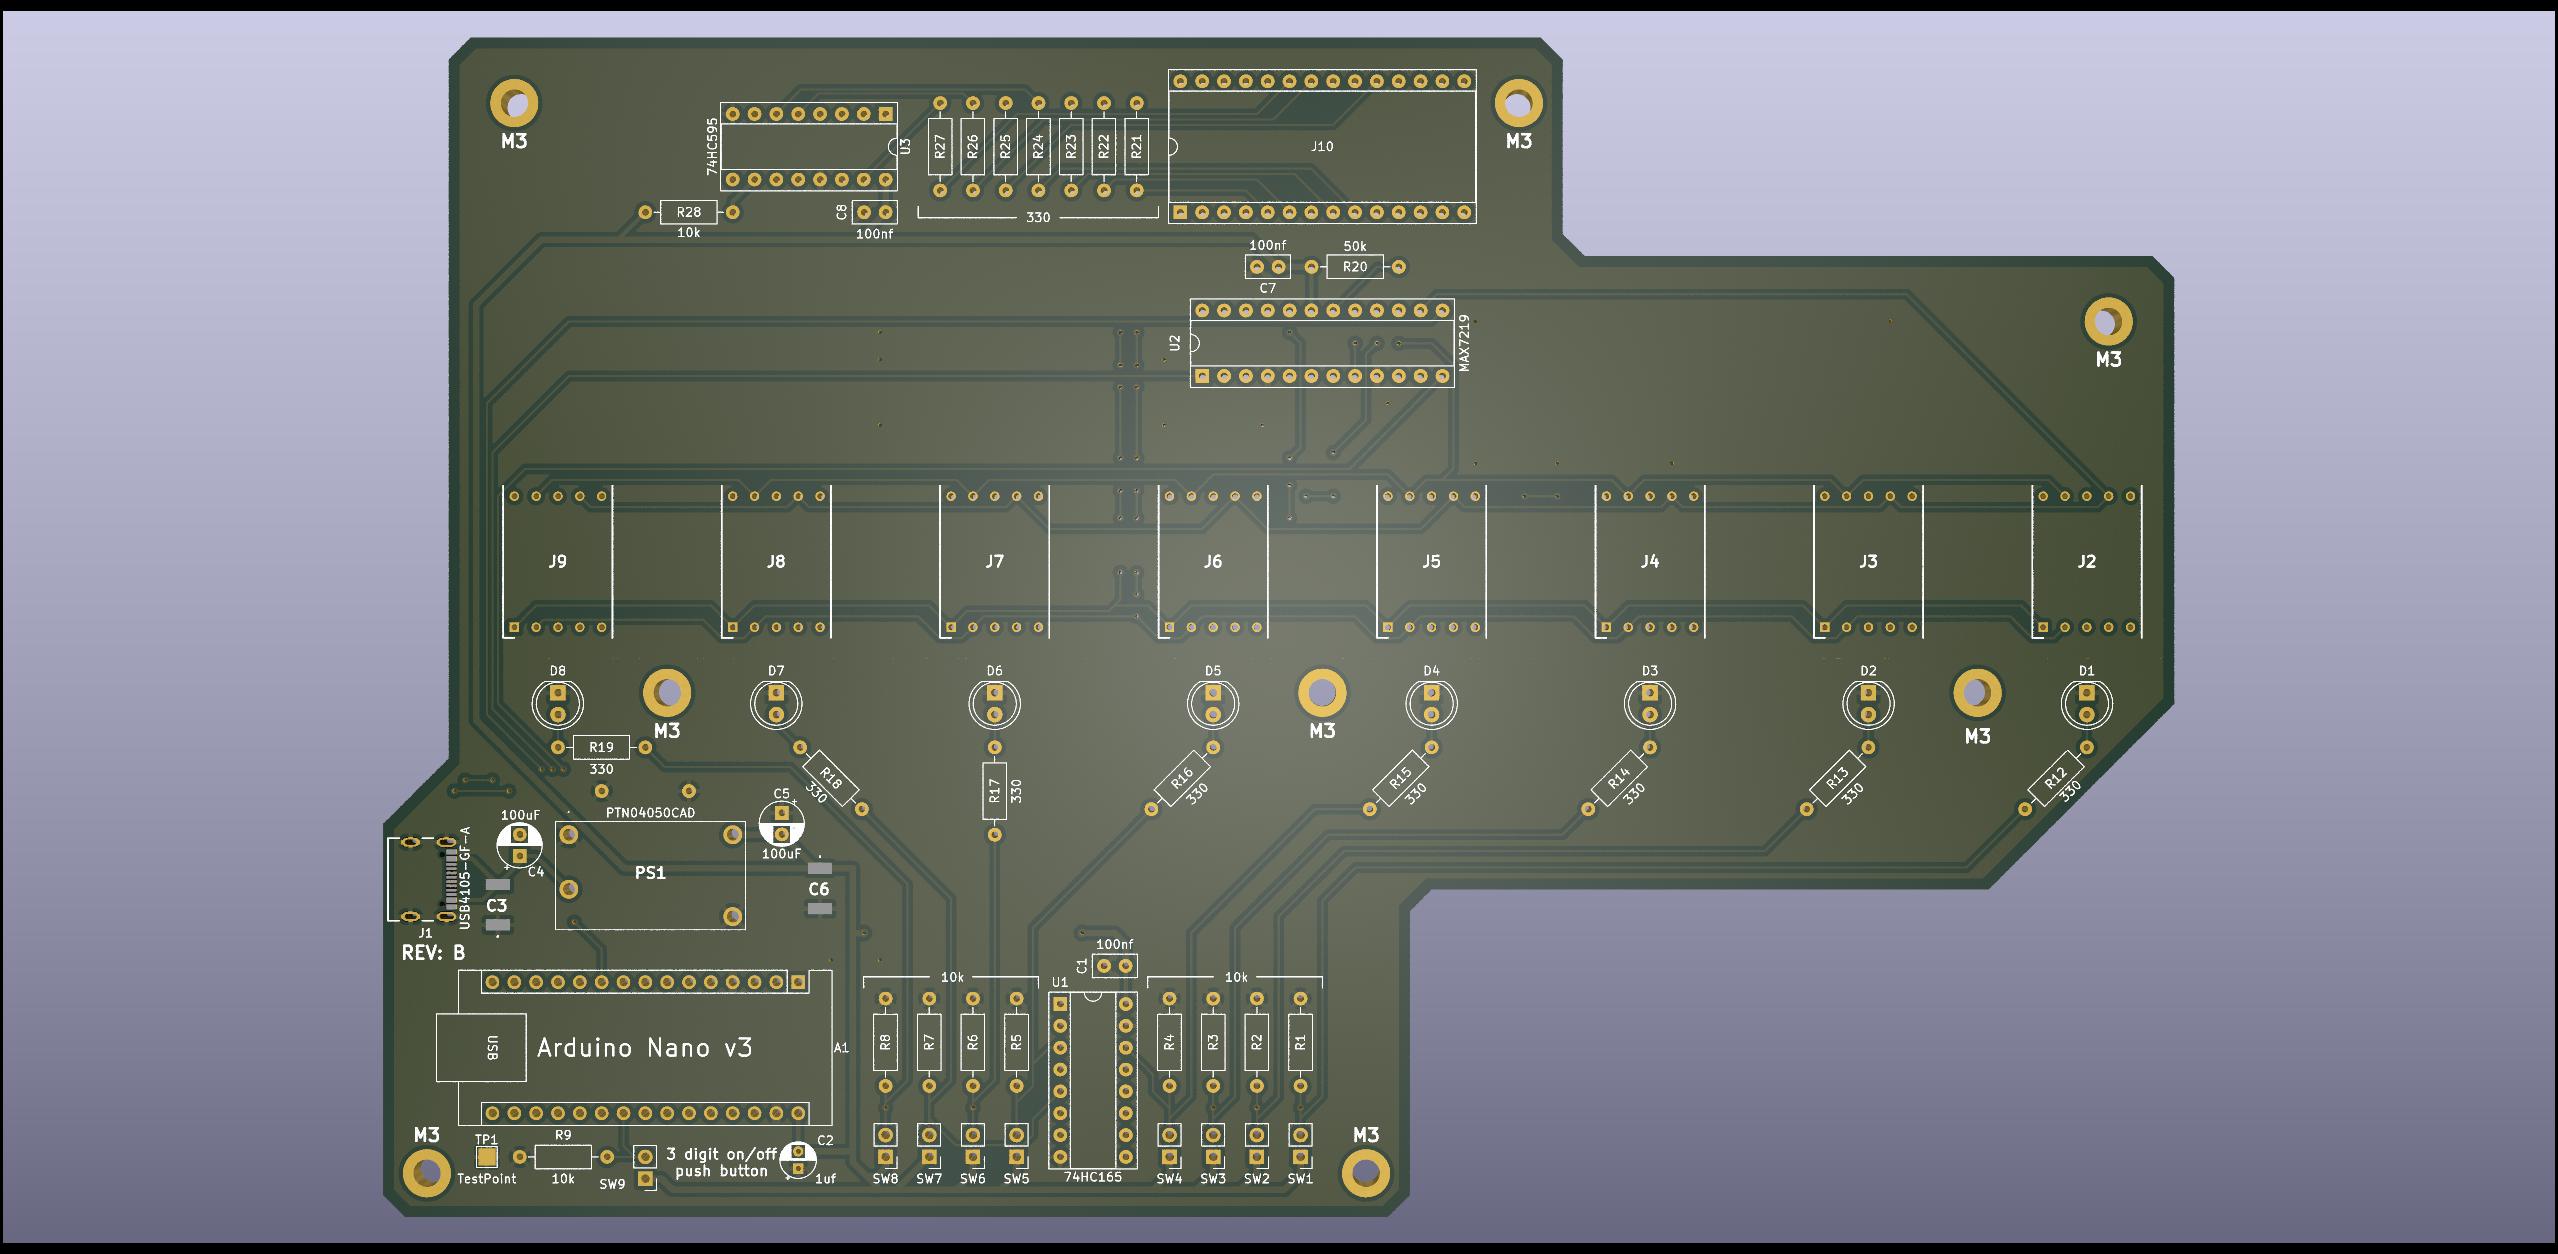 M3
M3
74HC595
U3
R27
R26
R25
R24
R23
R22
R21
J10
R28
10k
C8
100nf
330
100nf
C7
50k
R20
U2
MAX7219
M3
J9
J8
J7
J6
J5
J4
J3
J2
D8
D7
D6
D5
D4
D3
D2
D1
M3
M3
M3
R19
330
R18
330
R17
330
R16
330
R15
330
R14
330
R13
330
R12
330
100uF
C4
PTN04050CAD
PS1
C5
+
100uF
USB4105-GF-A
C3
C6
J1
REV: B
100nf
C1
U1
10k
10k
USB
Arduino Nano v3
A1
R8
R7
R6
R5
R4
R3
R2
R1
M3
TP1
TestPoint
R9
10k
SW9
3 digit on/off
push button
C2
+
1uf
SW8
SW7
SW6
SW5
74HC165
SW4
SW3
SW2
SW1
M3